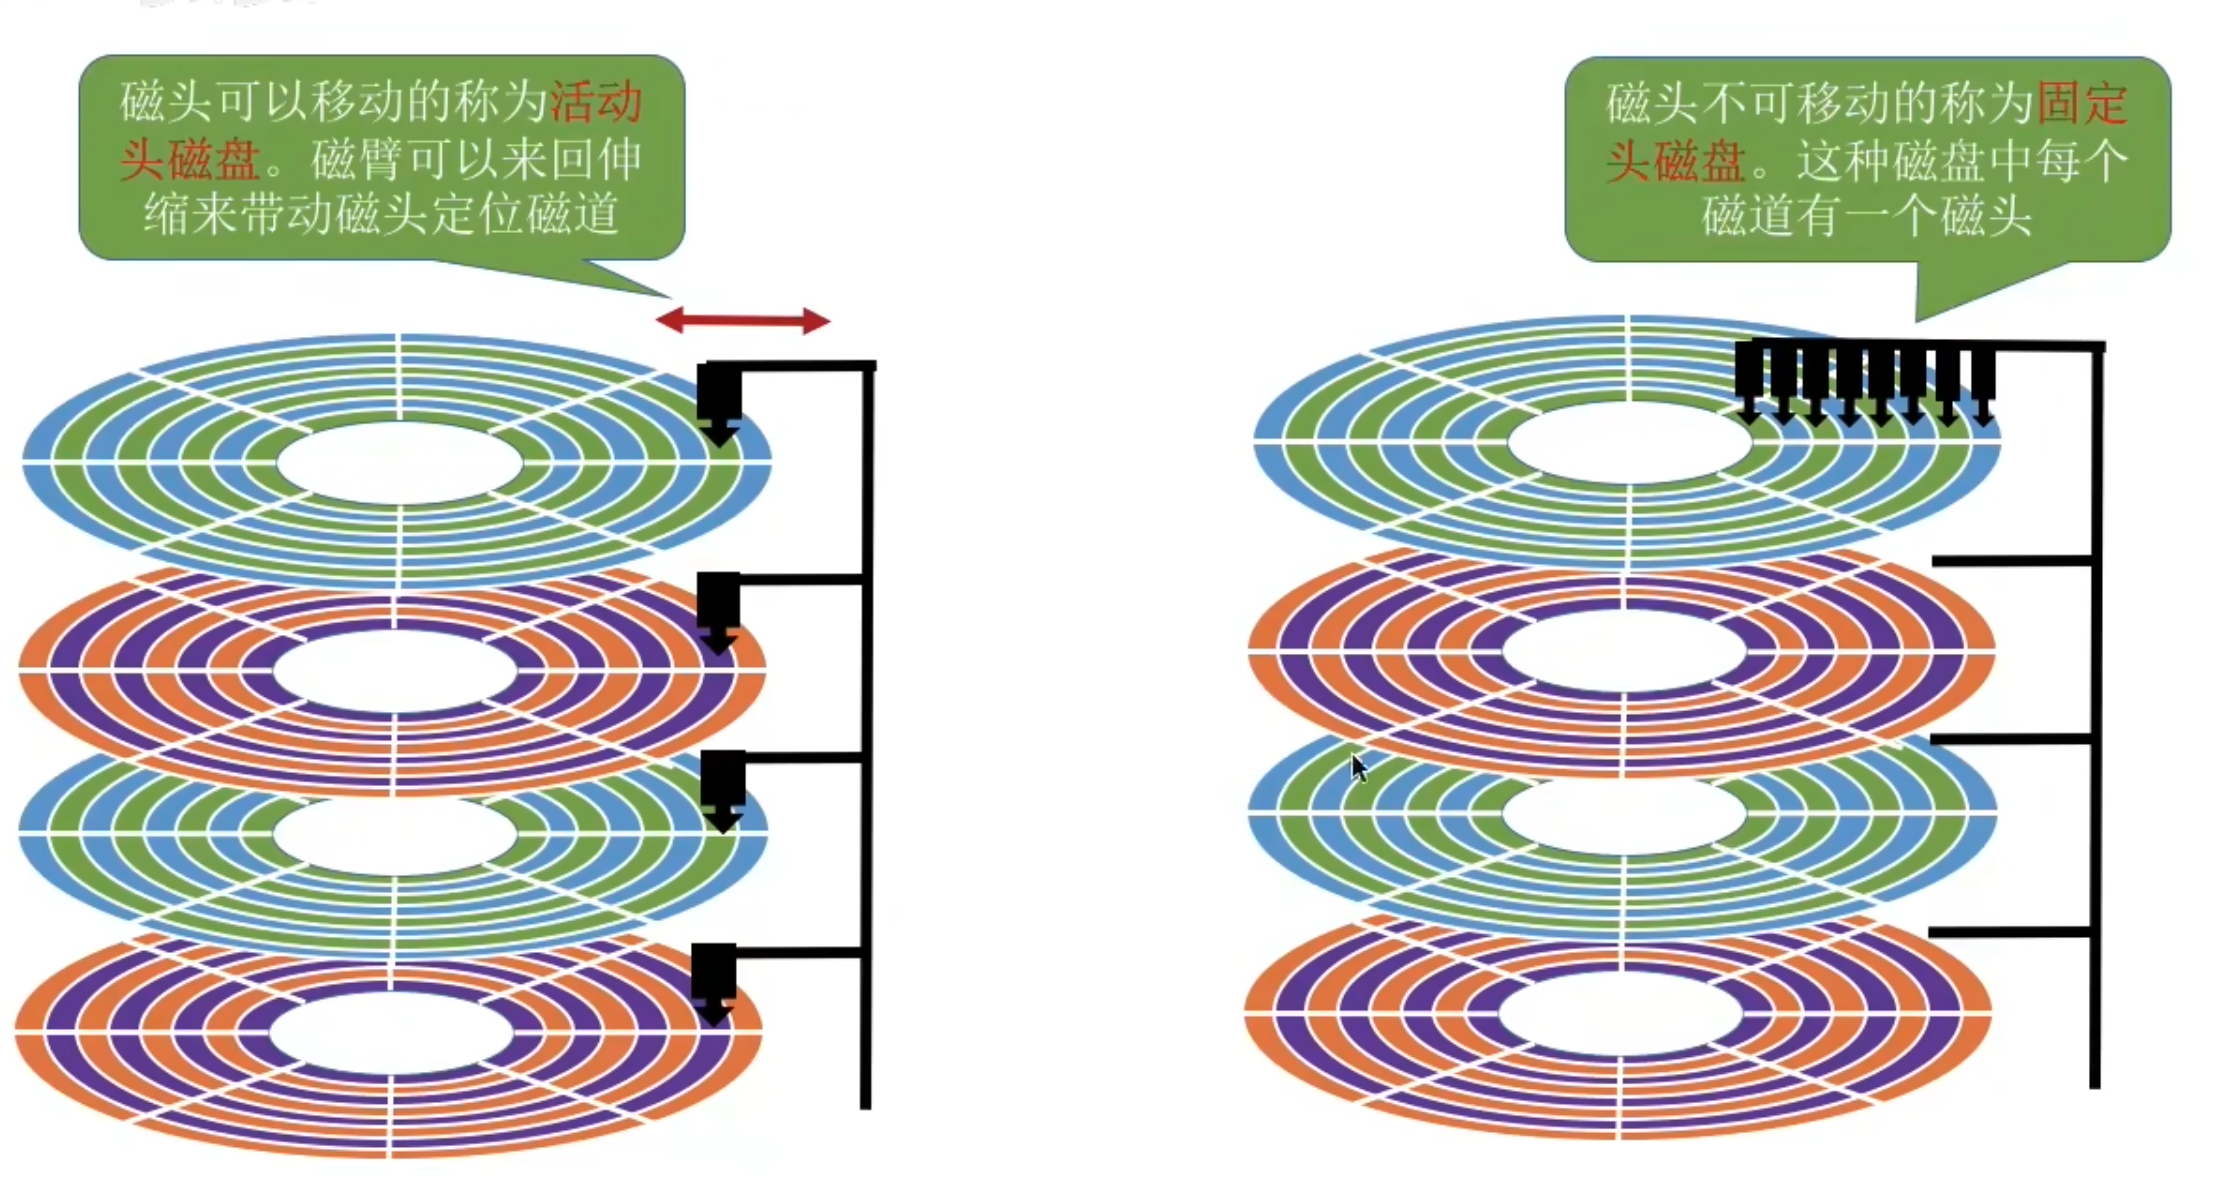 磁头可以移动的称为活动
头磁盘。磁臂可以来回伸
缩来带动磁头定位磁道
磁头不可移动的称为固定
头磁盘。这种磁盘中每个
磁道有一个磁头